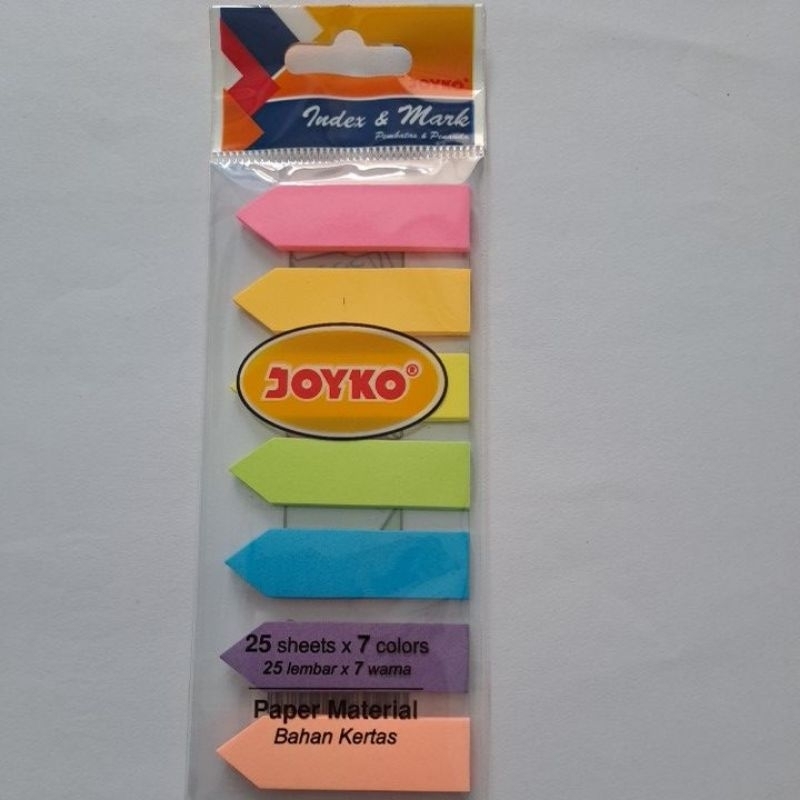 JOYKO®
Index & Mark
Pembatas & Penanda
JOYKO®
25 sheets x 7 colors
25 lembar x 7 warna
Paper Material
Bahan Kertas